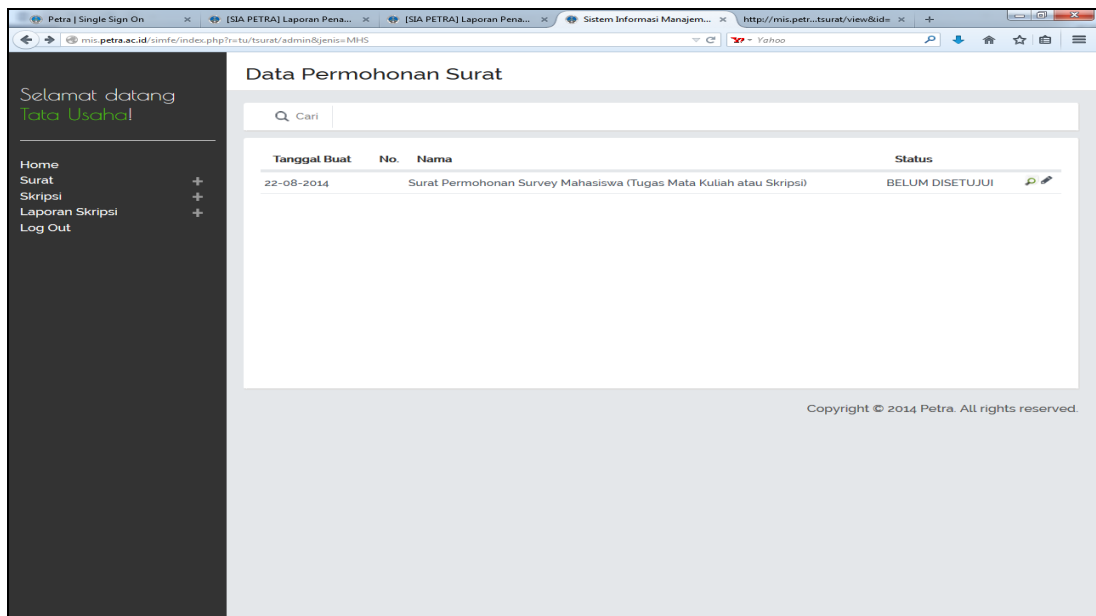 Petra | Single Sign On
[SIA PETRA] Laporan Pena...
[SIA PETRA] Laporan Pena...
Sistem Informasi Manajem...
http://mis.petr...tsurat/view&id=
mis.petra.ac.id/simfe/index.php?r=tu/tsurat/admin&jenis=MHS
Yahoo
Selamat datang
Tata Usaha!
Home
Surat +
Skripsi +
Laporan Skripsi +
Log Out
Data Permohonan Surat
Cari
Tanggal Buat No. Nama Status
22-08-2014 Surat Permohonan Survey Mahasiswa (Tugas Mata Kuliah atau Skripsi) BELUM DISETUJUI
Copyright © 2014 Petra. All rights reserved.